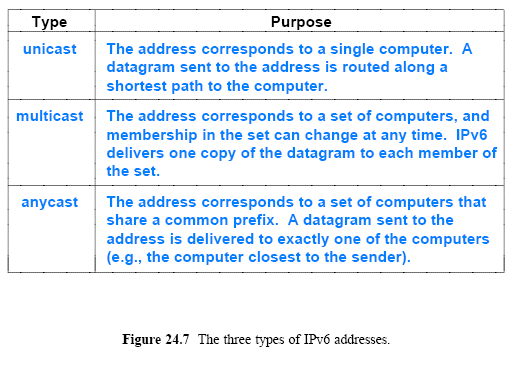 Type Purpose
unicast The address corresponds to a single computer. A
datagram sent to the address is routed along a
shortest path to the computer.
multicast The address corresponds to a set of computers, and
membership in the set can change at any time. IPv6
delivers one copy of the datagram to each member of
the set.
anycast The address corresponds to a set of computers that
share a common prefix. A datagram sent to the
address is delivered to exactly one of the computers
(e.g., the computer closest to the sender).
Figure 24.7 The three types of IPv6 addresses.